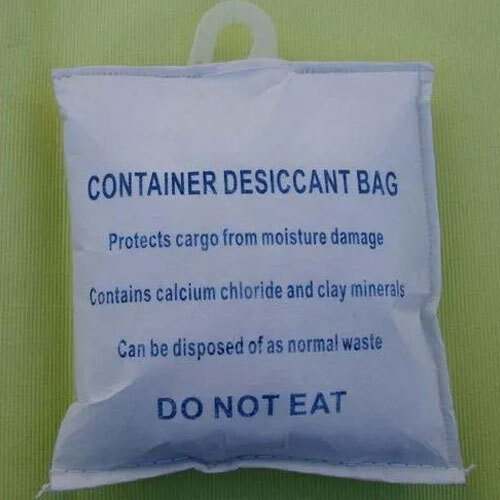 CONTAINER DESICCANT BAG
Protects cargo from moisture damage
Contains calcium chloride and clay minerals
Can be disposed of as normal waste
DO NOT EAT